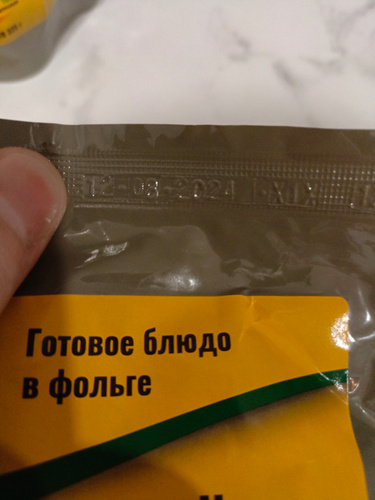 12-08-2024 XIX
Готовое блюдо
в фольге